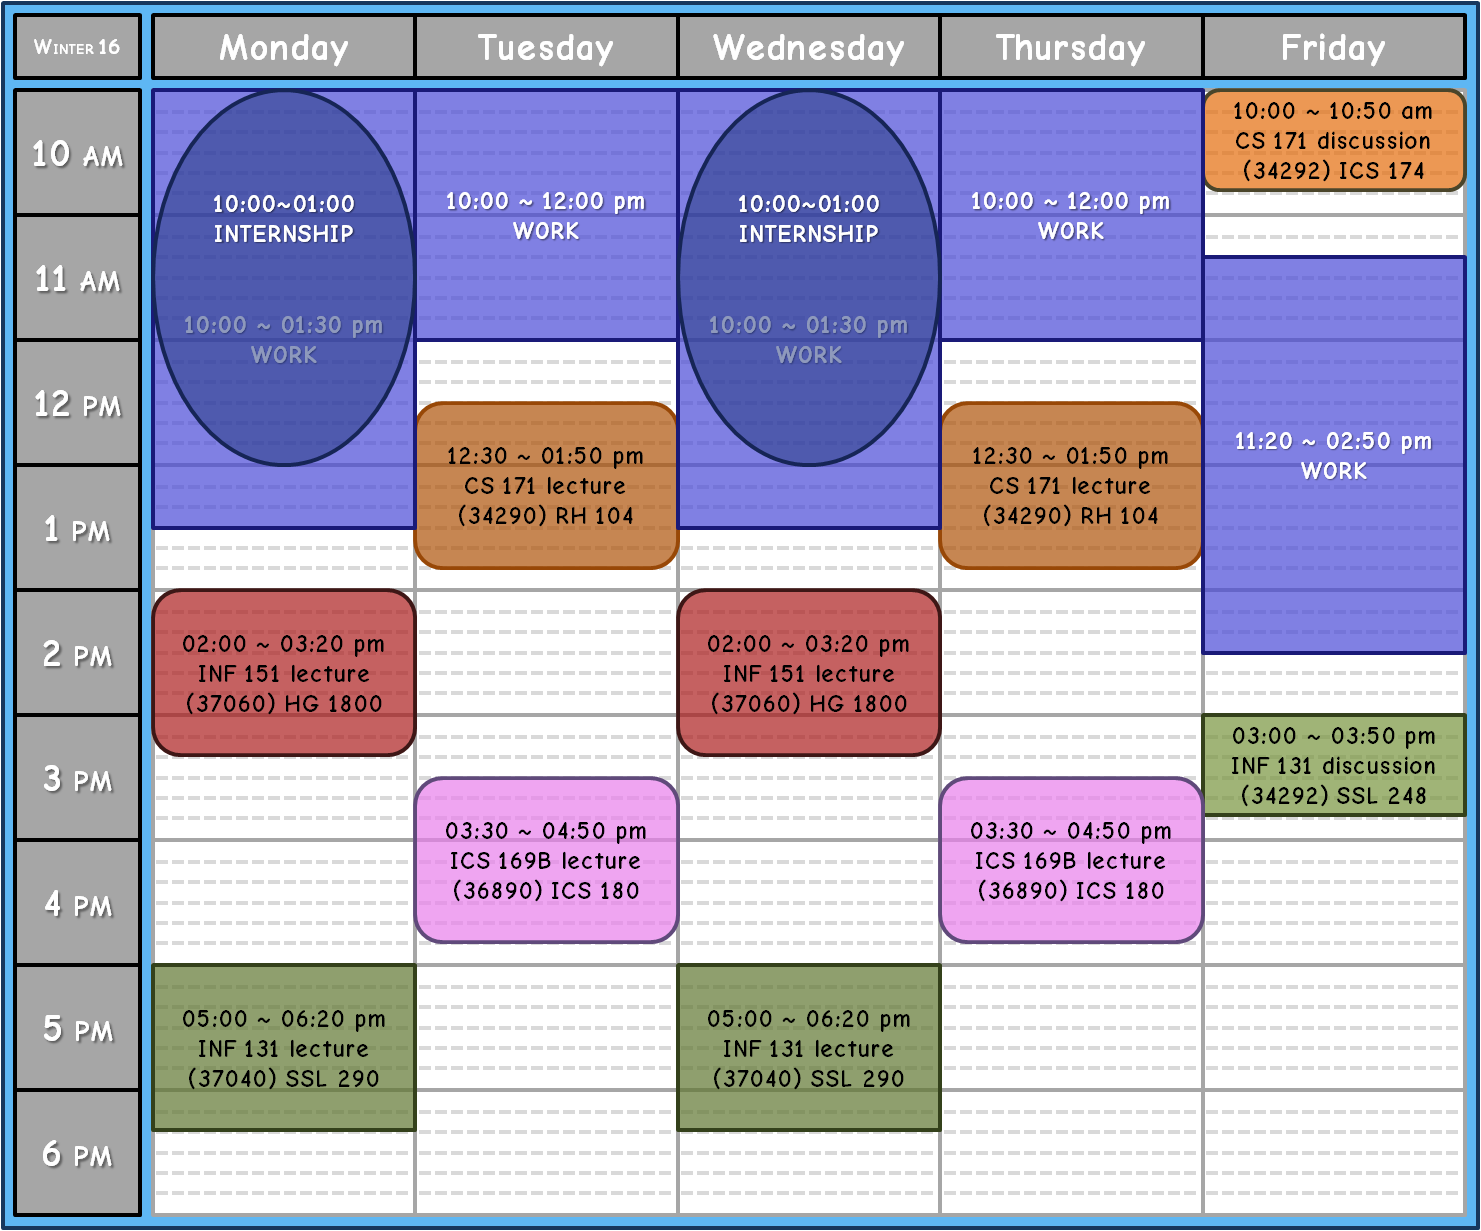 Winter 16
Monday
Tuesday
Wednesday
Thursday
Friday
10 AM
11 AM
12 PM
1 PM
2 PM
3 PM
4 PM
5 PM
6 PM
10:00~01:00
INTERNSHIP
10:00 ~ 01:30 pm
WORK
02:00 ~ 03:20 pm
INF 151 lecture
(37060) HG 1800
05:00 ~ 06:20 pm
INF 131 lecture
(37040) SSL 290
10:00 ~ 12:00 pm
WORK
12:30 ~ 01:50 pm
CS 171 lecture
(34290) RH 104
03:30 ~ 04:50 pm
ICS 169B lecture
(36890) ICS 180
10:00~01:00
INTERNSHIP
10:00 ~ 01:30 pm
WORK
02:00 ~ 03:20 pm
INF 151 lecture
(37060) HG 1800
05:00 ~ 06:20 pm
INF 131 lecture
(37040) SSL 290
10:00 ~ 12:00 pm
WORK
12:30 ~ 01:50 pm
CS 171 lecture
(34290) RH 104
03:30 ~ 04:50 pm
ICS 169B lecture
(36890) ICS 180
10:00 ~ 10:50 am
CS 171 discussion
(34292) ICS 174
11:20 ~ 02:50 pm
WORK
03:00 ~ 03:50 pm
INF 131 discussion
(34292) SSL 248